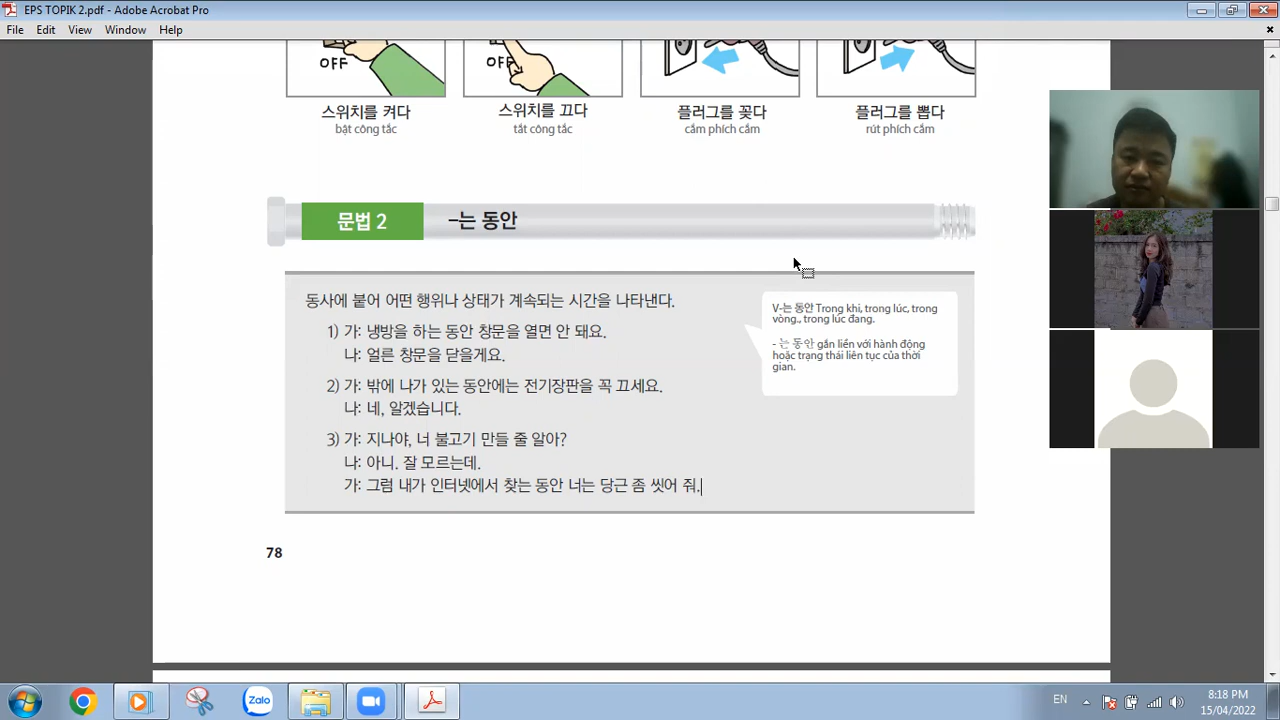 EPS TOPIK 2.pdf - Adobe Acrobat Pro
File Edit View Window Help
OFF OFF
스위치를 켜다 스위치를 끄다 플러그를 꽂다 플러그를 뽑다
bật công tắc tắt công tắc cắm phích cắm rút phích cắm
문법 2 –는 동안
동사에 붙어 어떤 행위나 상태가 계속되는 시간을 나타낸다.
1) 가: 냉방을 하는 동안 창문을 열면 안 돼요.
나: 얼른 창문을 닫을게요.
2) 가: 밖에 나가 있는 동안에는 전기장판을 꼭 끄세요.
나: 네, 알겠습니다.
3) 가: 지나야, 너 불고기 만들 줄 알아?
나: 아니. 잘 모르는데.
가: 그럼 내가 인터넷에서 찾는 동안 너는 당근 좀 씻어 줘.
V-는 동안 Trong khi, trong lúc, trong
vòng., trong lúc đang.
- 는 동안 gắn liền với hành động
hoặc trạng thái liên tục của thời
gian.
78
Zalo
EN
8:18 PM
15/04/2022